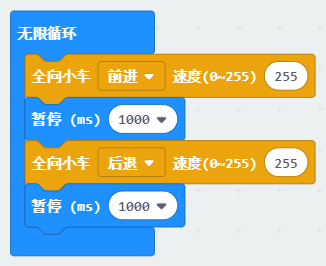 无限循环
全向小车 前进 速度(0~255) 255
暂停 (ms) 1000
全向小车 后退 速度(0~255) 255
暂停 (ms) 1000